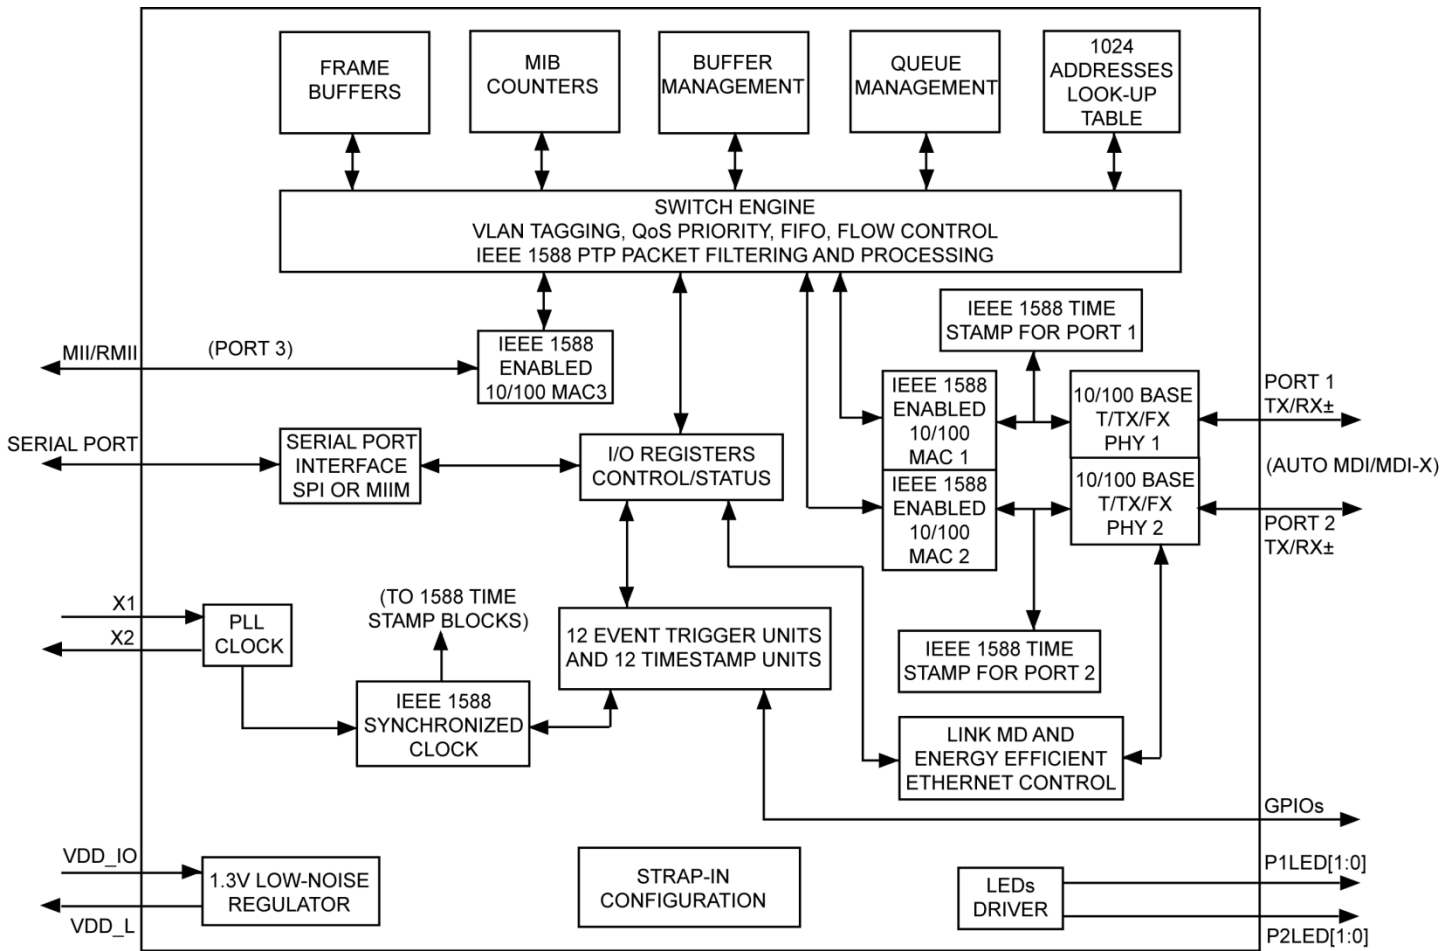 FRAME
BUFFERS
MIB
COUNTERS
BUFFER
MANAGEMENT
QUEUE
MANAGEMENT
1024
ADDRESSES
LOOK-UP
TABLE
SWITCH ENGINE
VLAN TAGGING, QoS PRIORITY, FIFO, FLOW CONTROL
IEEE 1588 PTP PACKET FILTERING AND PROCESSING
MII/RMII
(PORT 3)
IEEE 1588
ENABLED
10/100 MAC3
IEEE 1588 TIME
STAMP FOR PORT 1
IEEE 1588
ENABLED
10/100
MAC 1
10/100 BASE
T/TX/FX
PHY 1
PORT 1
TX/RX±
SERIAL PORT
SERIAL PORT
INTERFACE
SPI OR MIIM
I/O REGISTERS
CONTROL/STATUS
(AUTO MDI/MDI-X)
IEEE 1588
ENABLED
10/100
MAC 2
10/100 BASE
T/TX/FX
PHY 2
PORT 2
TX/RX±
X1
X2
PLL
CLOCK
(TO 1588 TIME
STAMP BLOCKS)
12 EVENT TRIGGER UNITS
AND 12 TIMESTAMP UNITS
IEEE 1588 TIME
STAMP FOR PORT 2
IEEE 1588
SYNCHRONIZED
CLOCK
LINK MD AND
ENERGY EFFICIENT
ETHERNET CONTROL
GPIOs
VDD_IO
VDD_L
1.3V LOW-NOISE
REGULATOR
STRAP-IN
CONFIGURATION
LEDs
DRIVER
P1LED[1:0]
P2LED[1:0]